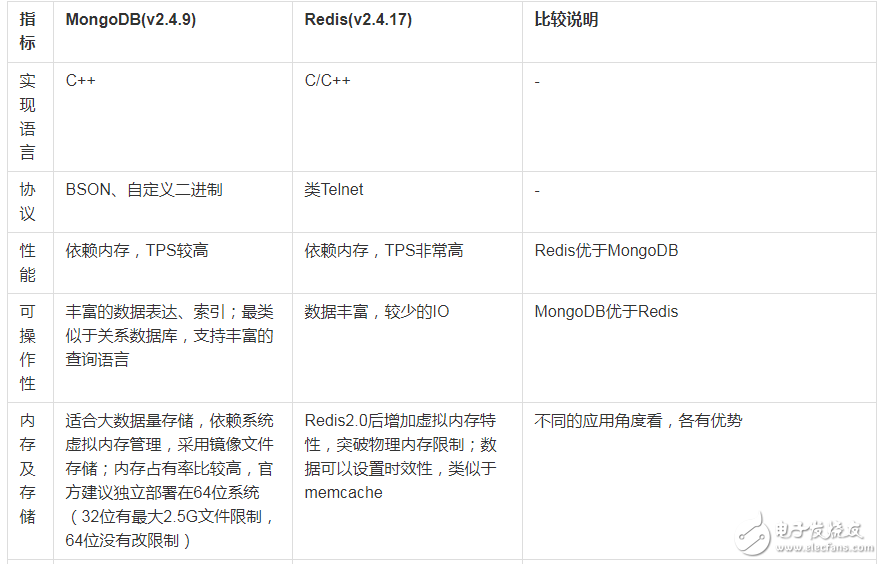 指标
MongoDB(v2.4.9)
Redis(v2.4.17)
比较说明
实现语言
C++
C/C++
-
协议
BSON、自定义二进制
类Telnet
-
性能
依赖内存，TPS较高
依赖内存，TPS非常高
Redis优于MongoDB
可操作性
丰富的数据表达、索引；最类
似于关系数据库，支持丰富的
查询语言
数据丰富，较少的IO
MongoDB优于Redis
内存及存储
适合大数据量存储，依赖系统
虚拟内存管理，采用镜像文件
存储；内存占有率比较高，官
方建议独立部署在64位系统
（32位有最大2.5G文件限制，
64位没有改限制）
Redis2.0后增加虚拟内存特
性，突破物理内存限制；数
据可以设置时效性，类似于
memcache
不同的应用角度看，各有优势
电子发烧友
www.elecfans.com